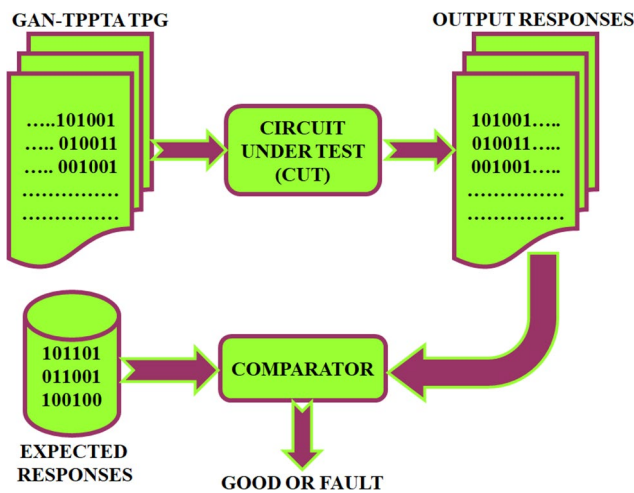 GAN-TPPTA TPG
OUTPUT RESPONSES
…..101001
….. 010011
….. 001001
……………
……………
CIRCUIT
UNDER TEST
(CUT)
101001…..
010011…..
001001…..
……………
……………
101101
011001
100100
EXPECTED
RESPONSES
COMPARATOR
GOOD OR FAULT